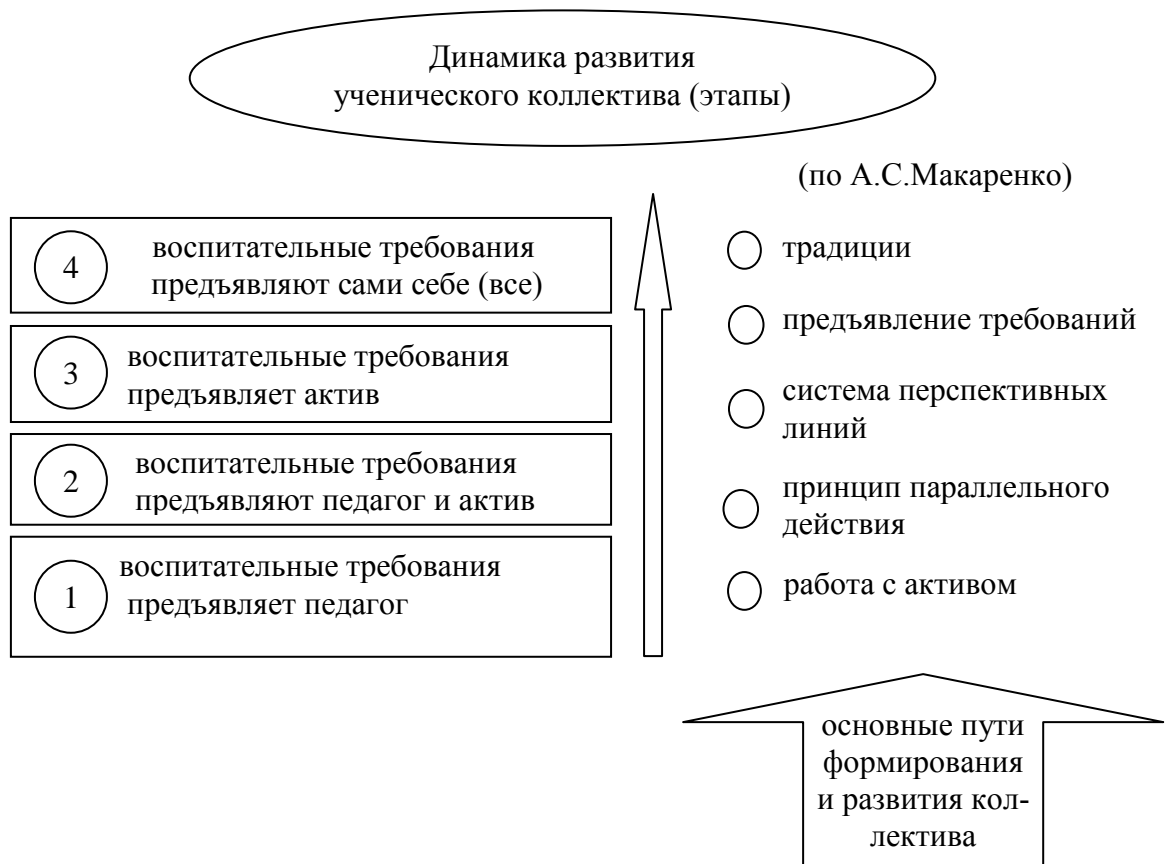 Динамика развития
ученического коллектива (этапы)
(по А.С.Макаренко)
4
воспитательные требования
предъявляют сами себе (все)
3
воспитательные требования
предъявляет актив
2
воспитательные требования
предъявляют педагог и актив
1
воспитательные требования
предъявляет педагог
традиции
предъявление требований
система перспективных
линий
принцип параллельного
действия
работа с активом
основные пути
формирования
и развития кол-
лектива